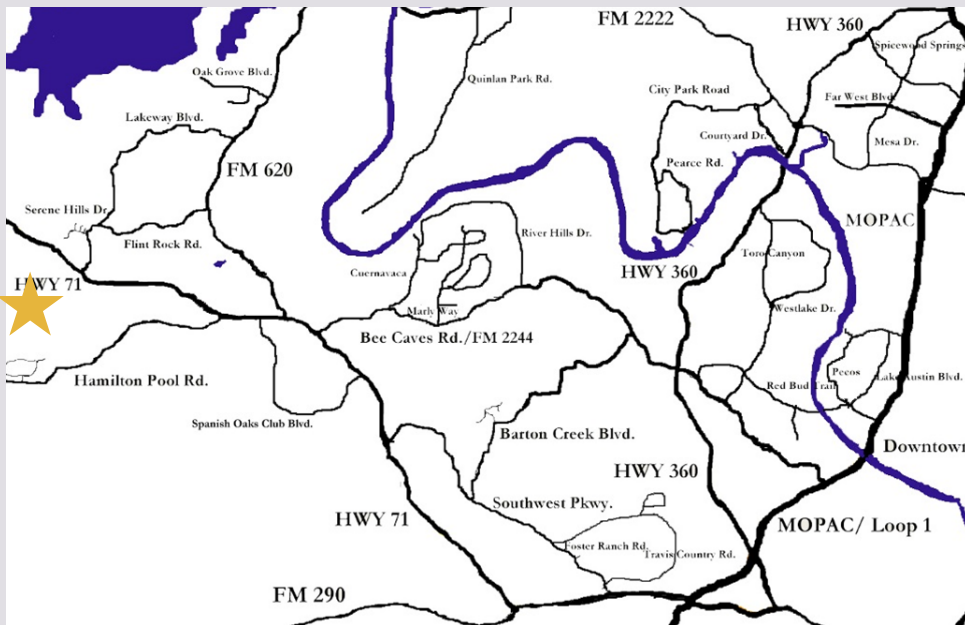 FM 2222
HWY 360
Spicewood Springs
Oak Grove Blvd.
Quinlan Park Rd.
City Park Road
Far West Blvd
Lakeway Blvd.
Courtyard Dr.
Mesa Dr.
FM 620
Pearce Rd.
Serene Hills Dr.
MOPAC
Flint Rock Rd.
River Hills Dr.
Toro Canyon
HWY 71
Cuernavaca
HWY 360
Marly Way
Westlake Dr.
Bee Caves Rd./FM 2244
Hamilton Pool Rd.
Pecos
Lake Austin Blvd.
Red Bud Trail
Spanish Oaks Club Blvd.
Barton Creek Blvd.
Downtown
HWY 360
Southwest Pkwy.
HWY 71
MOPAC/ Loop 1
Foster Ranch Rd.
Travis Country Rd.
FM 290